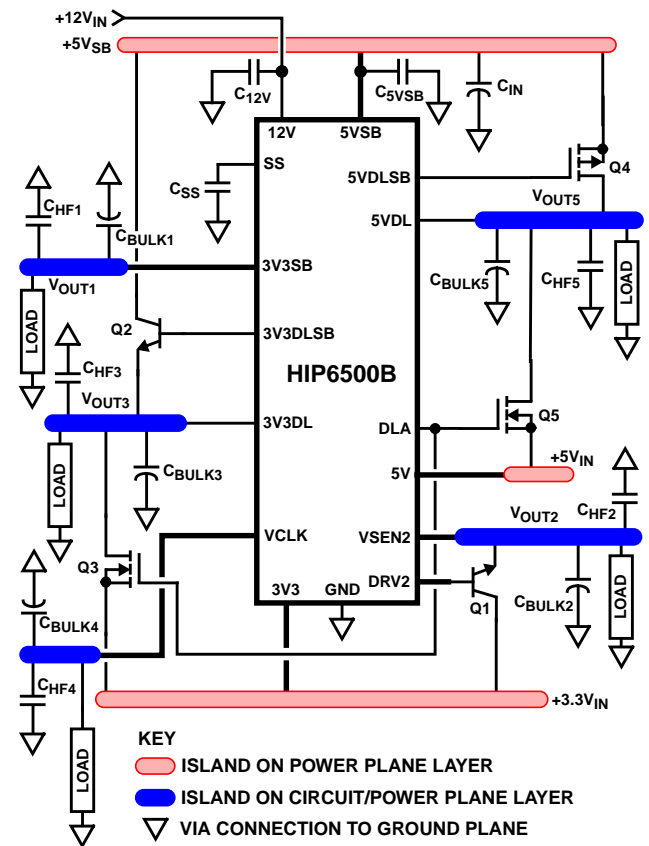 +12VIN
+5VSB
C12V
C5VSB
CIN
12V
5VSB
SS
CSS
5VDLSB
Q4
CHF1
CBULK1
VOUT5
5VDL
3V3SB
VOUT1
CBULK5
CHF5
LOAD
LOAD
Q2
3V3DLSB
CHF3
HIP6500B
VOUT3
3V3DL
DLA
Q5
+5VIN
LOAD
CBULK3
5V
CHF2
VCLK
VSEN2
VOUT2
Q3
3V3
GND
DRV2
Q1
CBULK2
LOAD
CBULK4
CHF4
+3.3VIN
LOAD
KEY
ISLAND ON POWER PLANE LAYER
ISLAND ON CIRCUIT/POWER PLANE LAYER
VIA CONNECTION TO GROUND PLANE